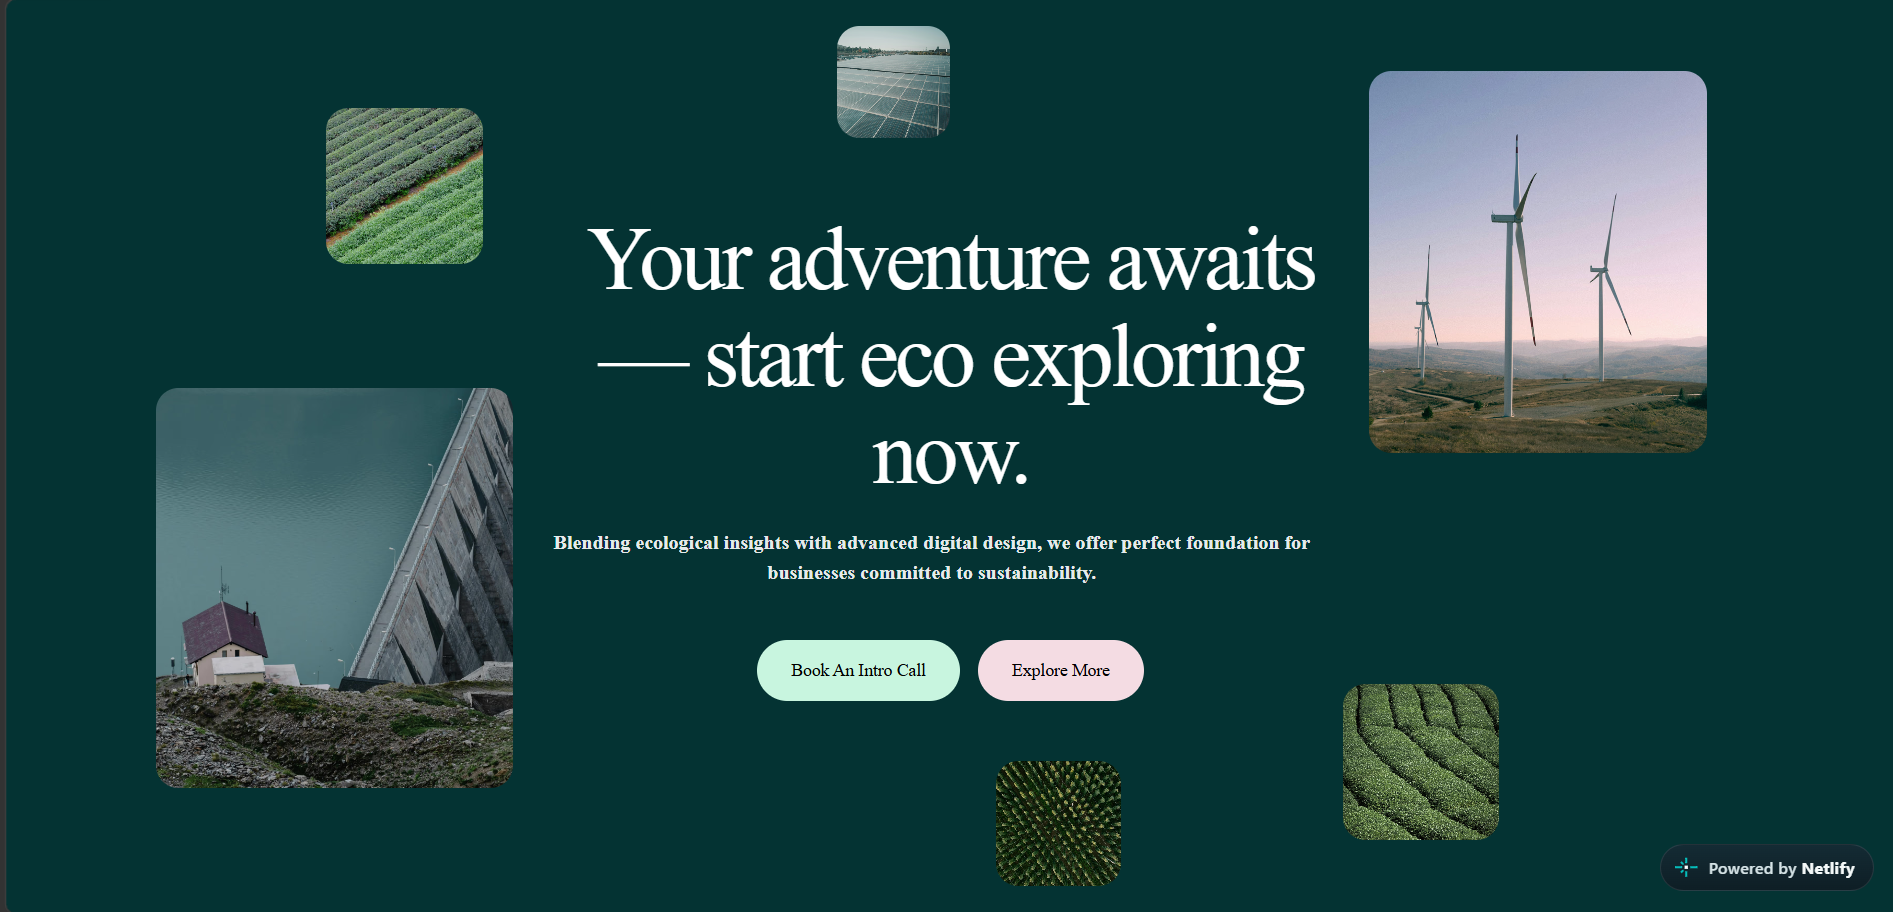 Your adventure awaits
— start eco exploring
now.
Blending ecological insights with advanced digital design, we offer perfect foundation for
businesses committed to sustainability.
Book An Intro Call
Explore More
Powered by Netlify